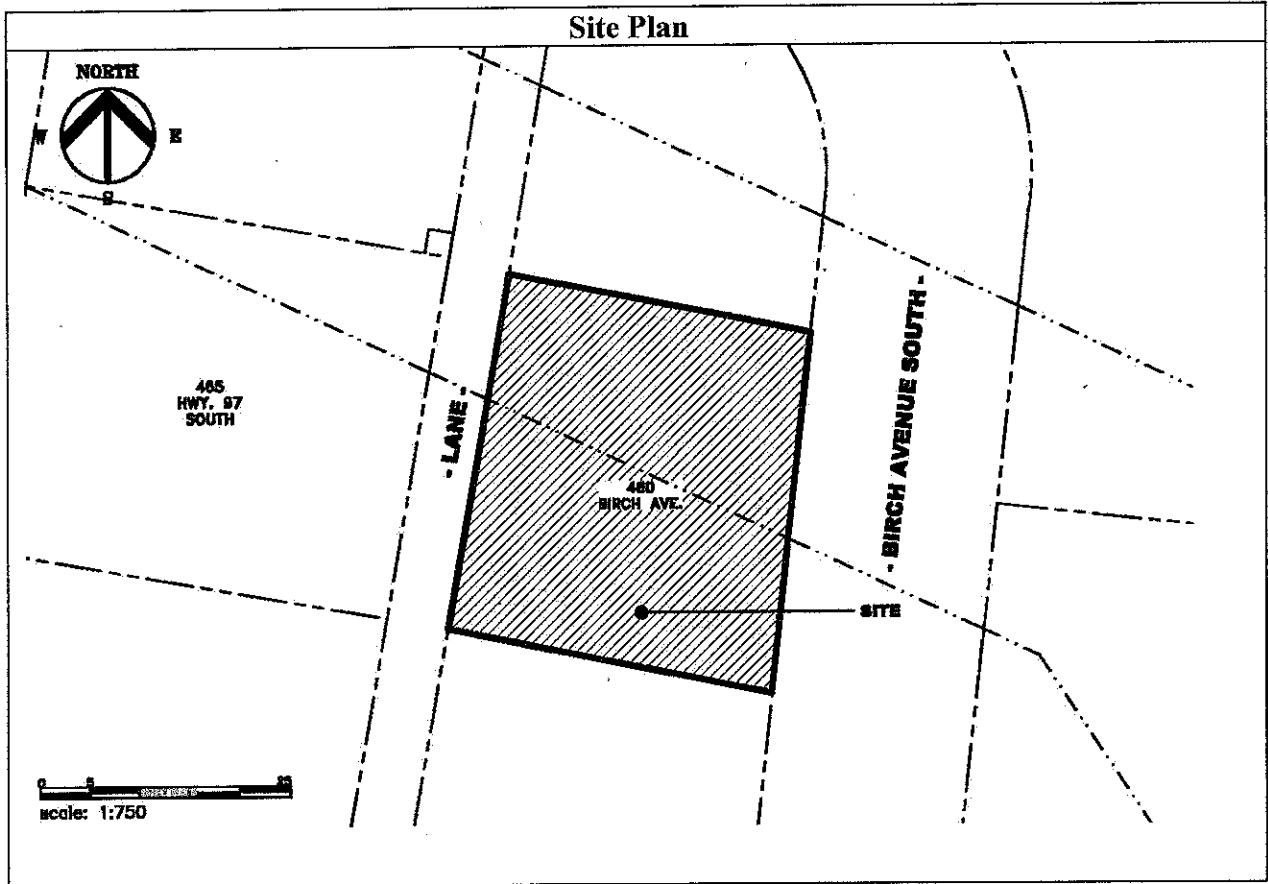 Site Plan
NORTH
W
E
S
465
HWY. 97
SOUTH
- LANE -
460
BIRCH AVE.
- BIRCH AVENUE SOUTH -
SITE
0 5 25
scale: 1:750